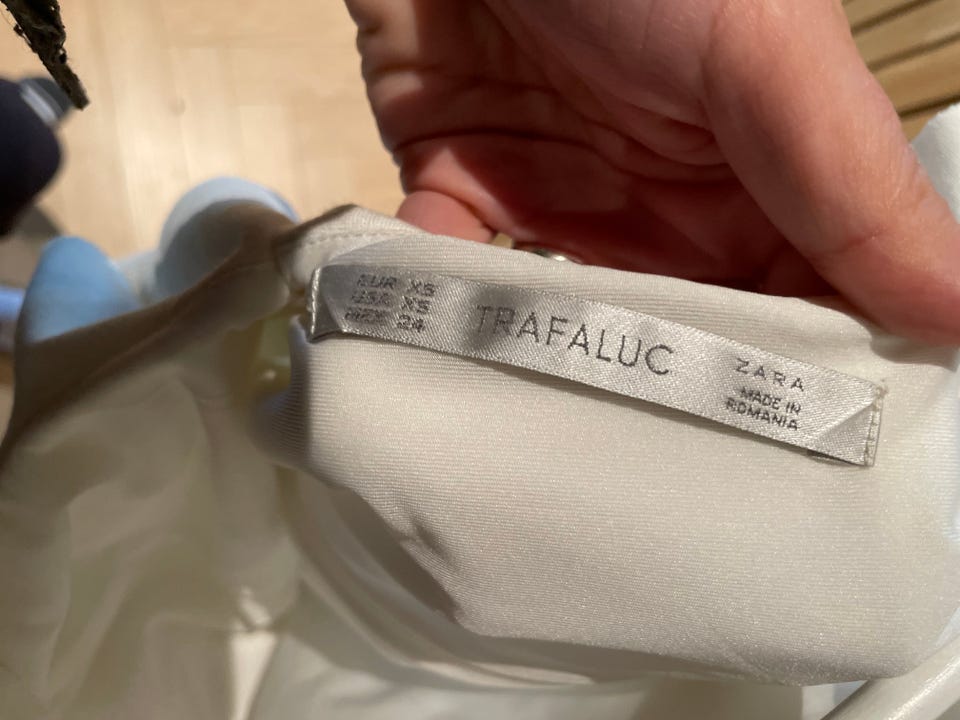 EUR XS
USA XS
MEX 24
TRAFALUC
ZARA
MADE IN
ROMANIA